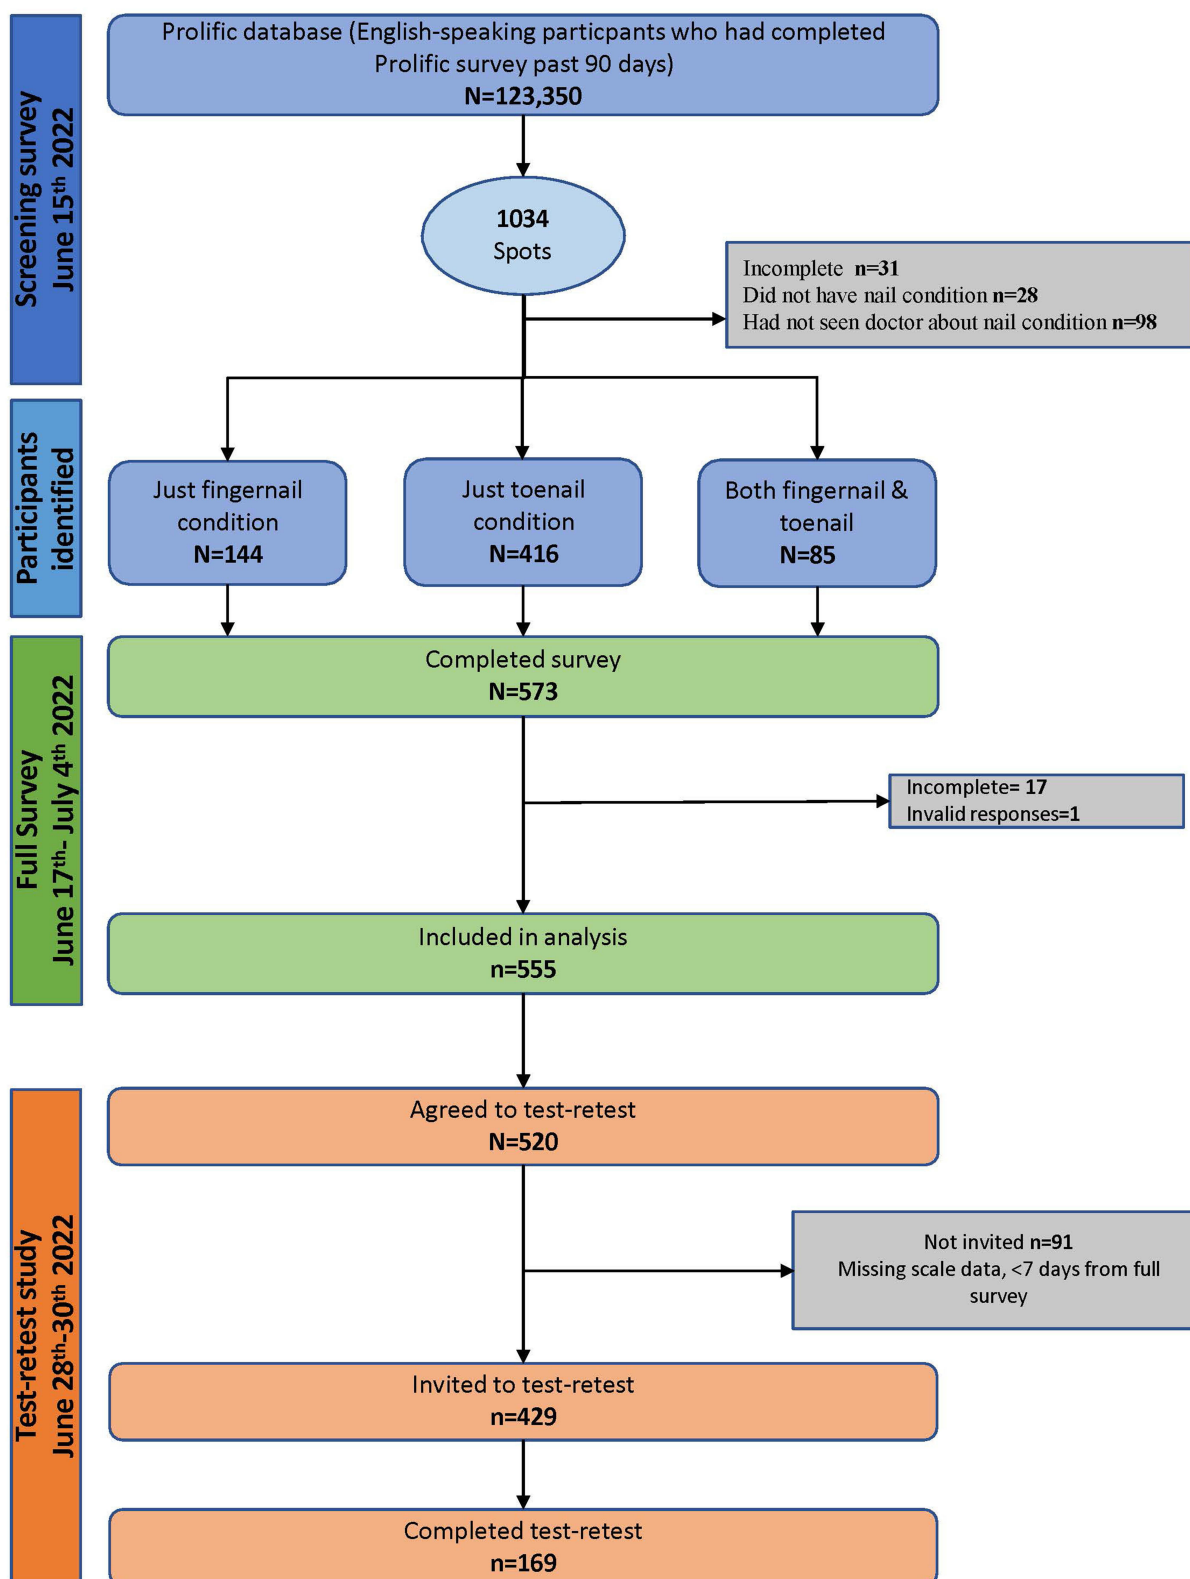 Screening survey
June 15th 2022
Prolific database (English-speaking particpants who had completed
Prolific survey past 90 days)
N=123,350
1034
Spots
Incomplete n=31
Did not have nail condition n=28
Had not seen doctor about nail condition n=98
Participants
identified
Just fingernail
condition
N=144
Just toenail
condition
N=416
Both fingernail &
toenail
N=85
Full Survey
June 17th- July 4th 2022
Completed survey
N=573
Incomplete= 17
Invalid responses=1
Included in analysis
n=555
Test-retest study
June 28th-30th 2022
Agreed to test-retest
N=520
Not invited n=91
Missing scale data, <7 days from full
survey
Invited to test-retest
n=429
Completed test-retest
n=169